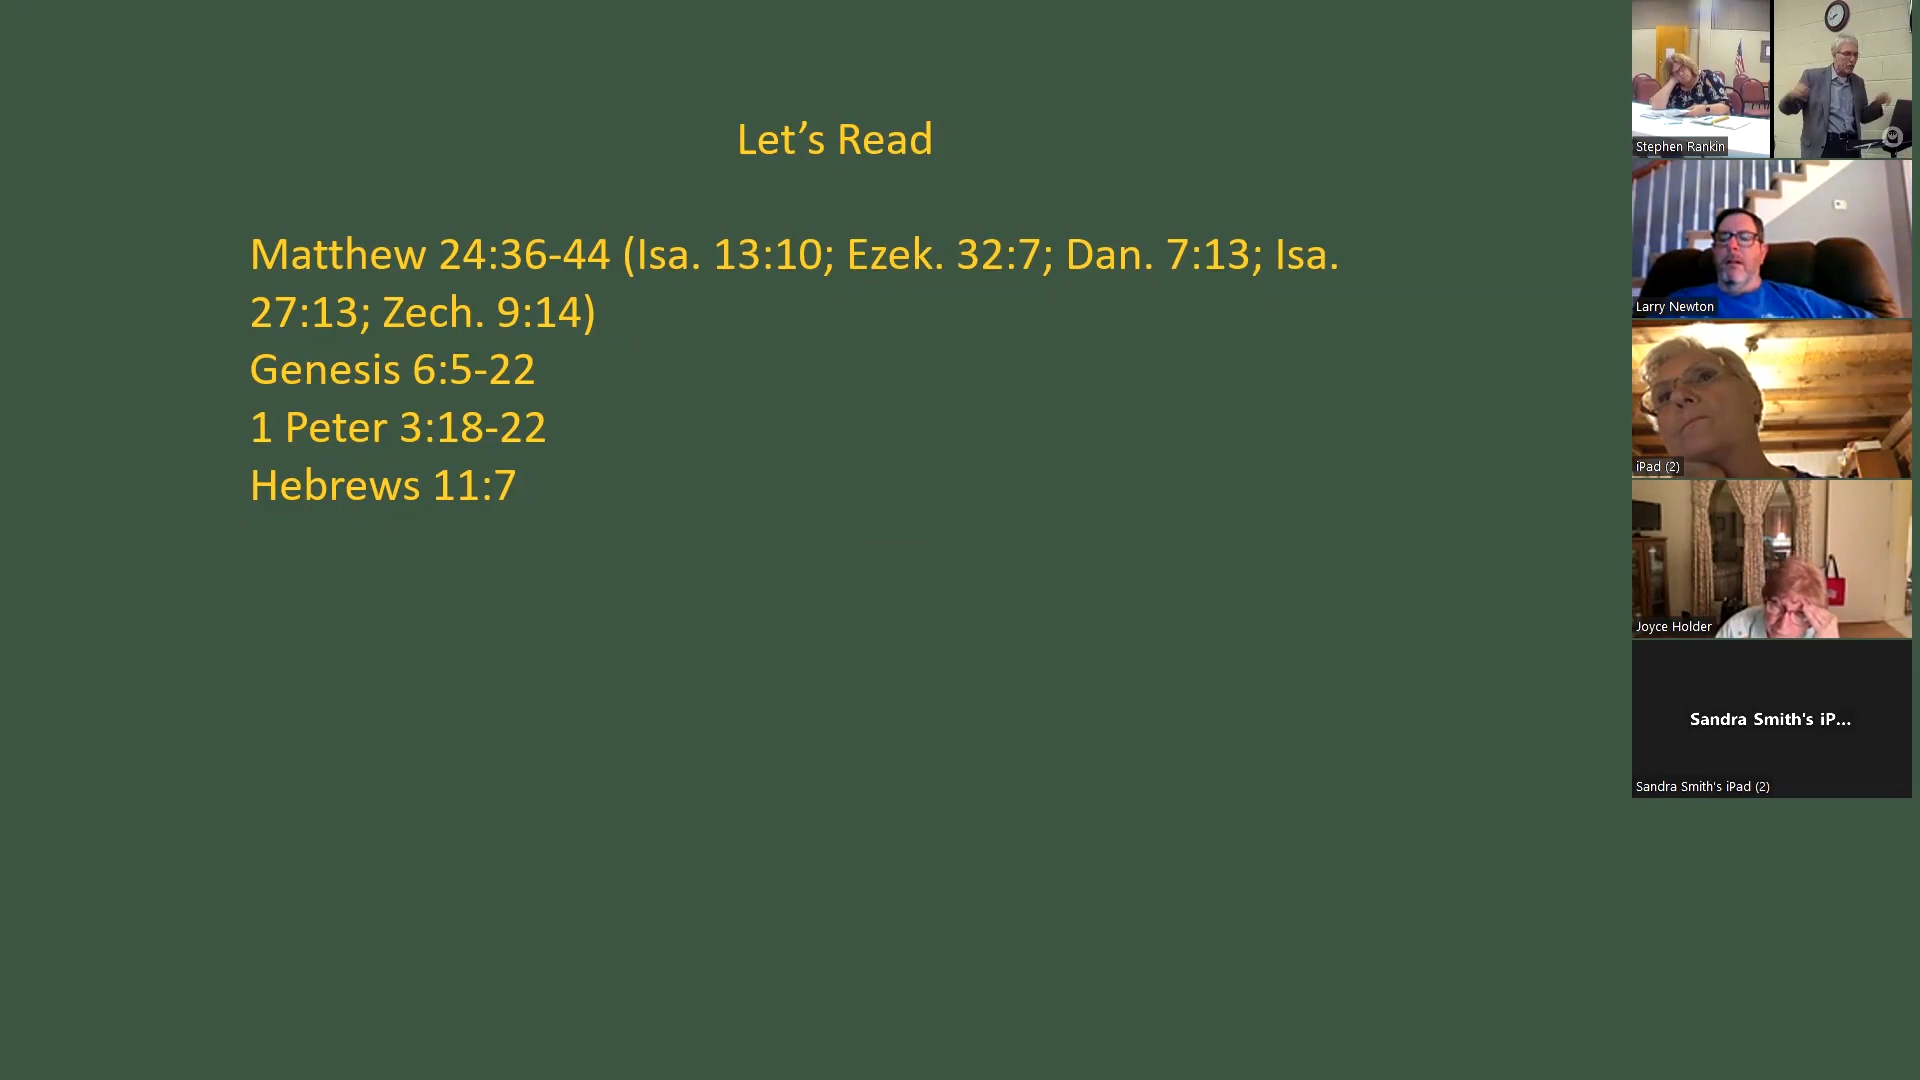 Let’s Read
Matthew 24:36-44 (Isa. 13:10; Ezek. 32:7; Dan. 7:13; Isa.
27:13; Zech. 9:14)
Genesis 6:5-22
1 Peter 3:18-22
Hebrews 11:7
Stephen Rankin
Larry Newton
iPad (2)
Joyce Holder
Sandra Smith's iP...
Sandra Smith's iPad (2)